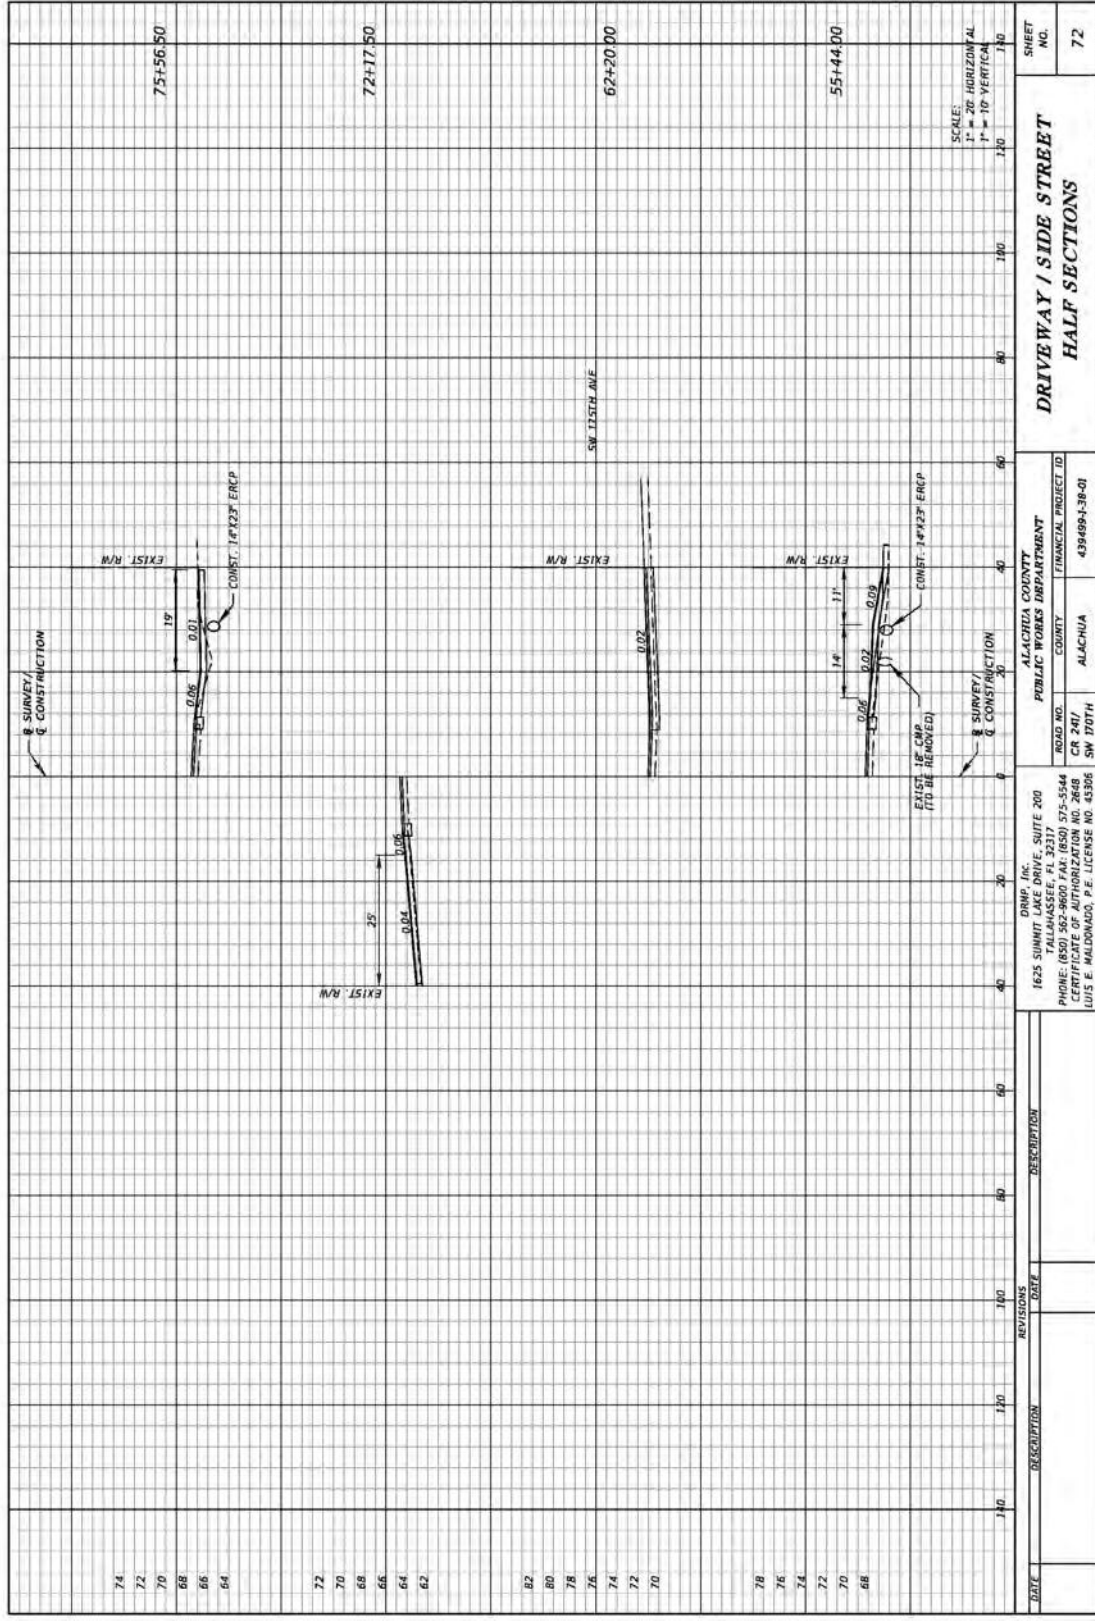 75+56.50
℄ SURVEY/
℄ CONSTRUCTION
EXIST. R/W
19'
0.06
0.01
CONST. 14"X23" ERCP
74
72
70
68
66
64
72+17.50
EXIST. R/W
25'
0.04
0.06
72
70
68
66
64
62
62+20.00
SW 175TH AVE
EXIST. R/W
0.02
82
80
78
76
74
72
70
55+44.00
EXIST. R/W
14'
11'
0.06
0.02
0.09
CONST. 14"X23" ERCP
EXIST. 18" CMP
(TO BE REMOVED)
℄ SURVEY/
℄ CONSTRUCTION
78
76
74
72
70
68
SCALE:
1" = 20' HORIZONTAL
1" = 10' VERTICAL
140
120
100
80
60
40
20
0
20
40
60
80
100
120
140
REVISIONS
DATE
DESCRIPTION
DATE
DESCRIPTION
DRMP, Inc.
1625 SUMMIT LAKE DRIVE, SUITE 200
TALLAHASSEE, FL 32317
PHONE: (850) 562-9600 FAX: (850) 575-5544
CERTIFICATE OF AUTHORIZATION NO. 2648
LUIS E. MALDONADO, P.E. LICENSE NO. 45306
ALACHUA COUNTY
PUBLIC WORKS DEPARTMENT
ROAD NO.
COUNTY
FINANCIAL PROJECT ID
CR 241/
SW 170TH
ALACHUA
439499-1-38-01
DRIVEWAY / SIDE STREET
HALF SECTIONS
SHEET
NO.
72